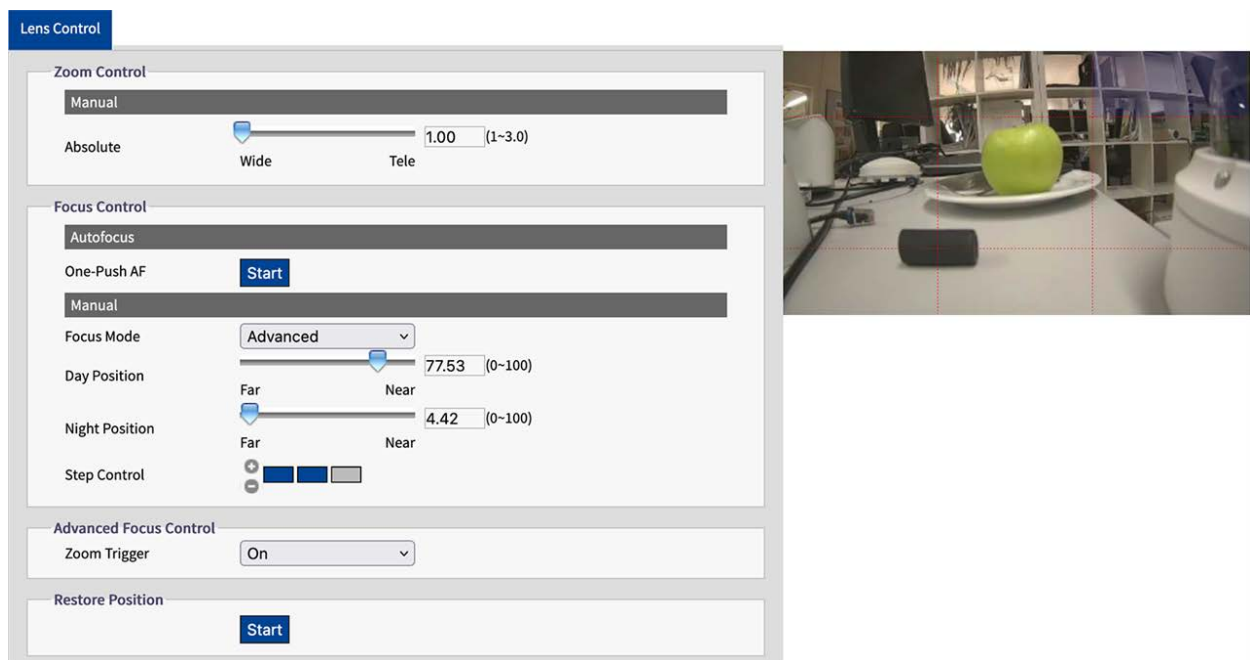 Lens Control
Zoom Control
Manual
Absolute 1.00 (1~3.0)
Wide Tele
Focus Control
Autofocus
One-Push AF Start
Manual
Focus Mode Advanced
Day Position 77.53 (0~100)
Far Near
Night Position 4.42 (0~100)
Far Near
Step Control
Advanced Focus Control
Zoom Trigger On
Restore Position
Start